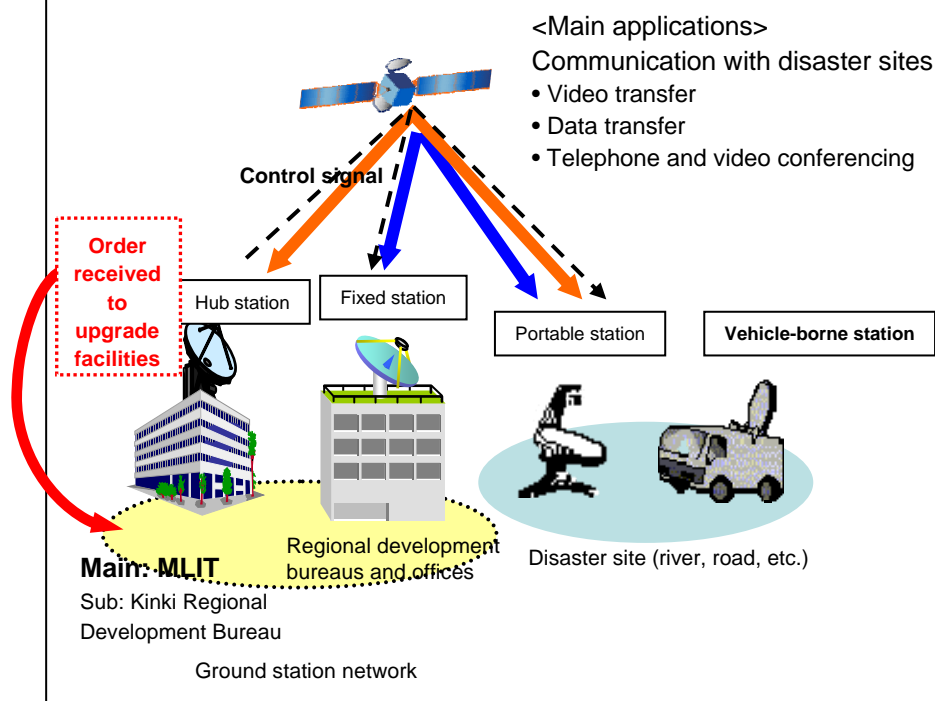 <Main applications>
Communication with disaster sites
• Video transfer
• Data transfer
• Telephone and video conferencing
Control signal
Order
received
to
upgrade
facilities
Hub station
Fixed station
Portable station
Vehicle-borne station
Main: MLIT
Sub: Kinki Regional
Development Bureau
Regional development
bureaus and offices
Disaster site (river, road, etc.)
Ground station network